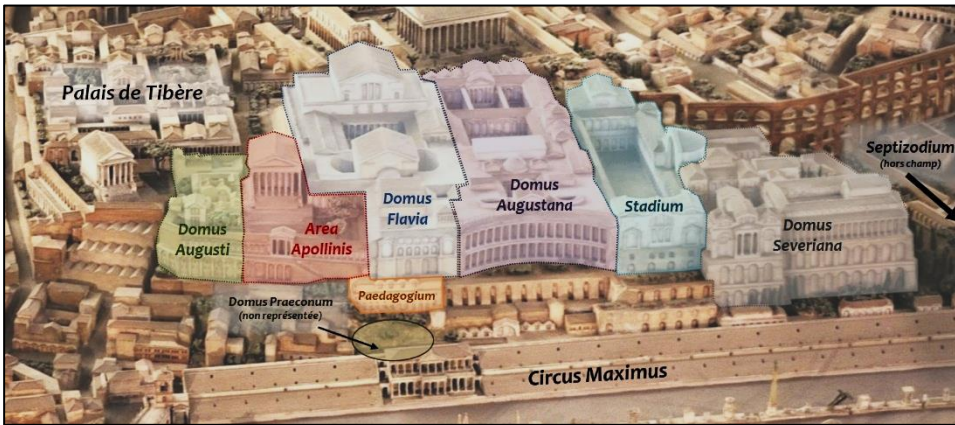 Palais de Tibère
Septizodium
(hors champ)
Domus
Augusti
Area
Apollinis
Domus
Flavia
Domus
Augustana
Stadium
Domus
Severiana
Paedagogium
Domus Praeconum
(non représentée)
Circus Maximus